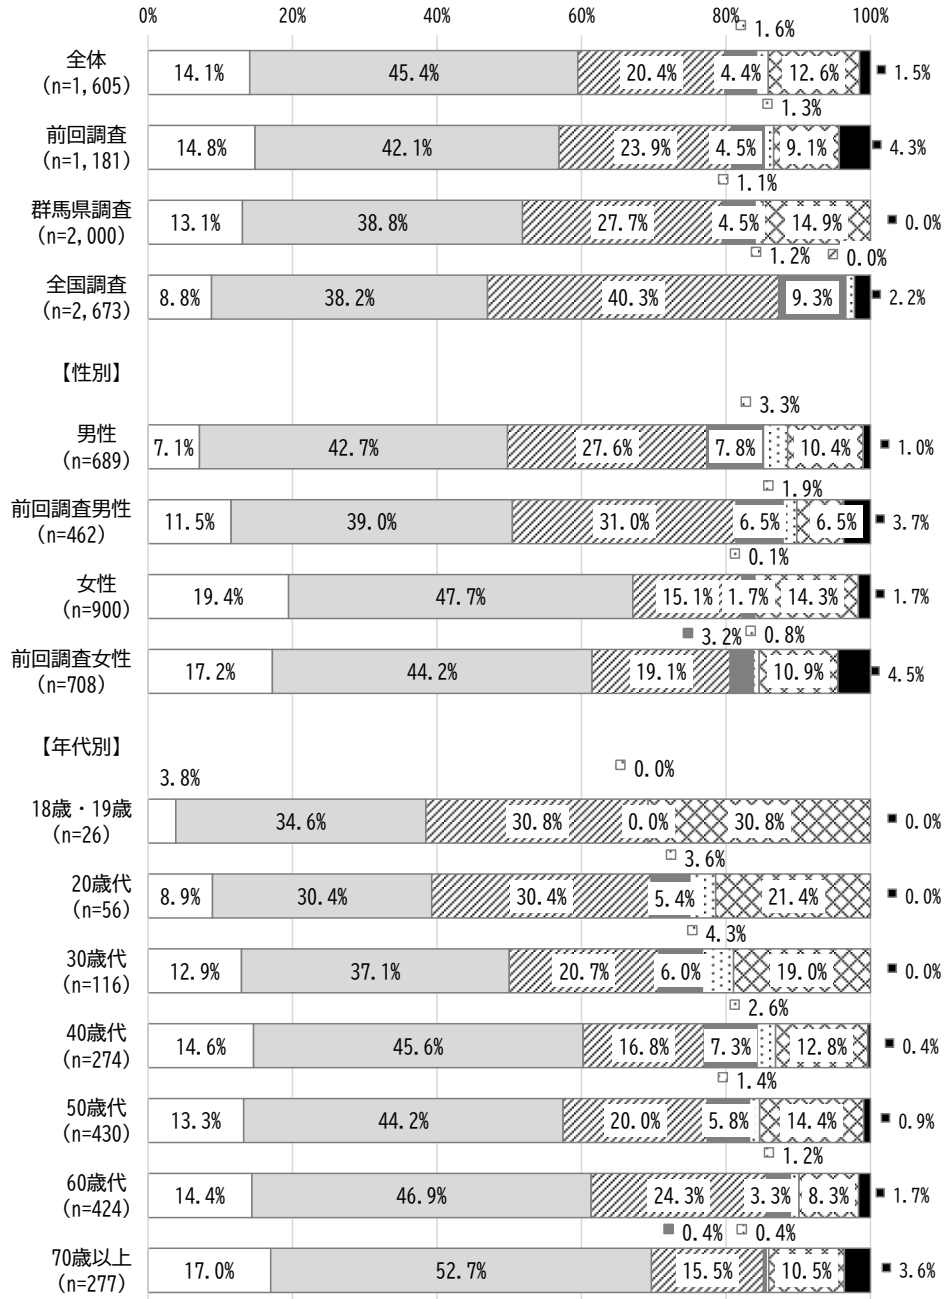 0% 20% 40% 60% 80% 100%
1.6%
全体
(n=1,605)
14.1% 45.4% 20.4% 4.4% 12.6% 1.5%
1.3%
前回調査
(n=1,181)
14.8% 42.1% 23.9% 4.5% 9.1% 4.3%
1.1%
群馬県調査
(n=2,000)
13.1% 38.8% 27.7% 4.5% 14.9% 0.0%
1.2% 0.0%
全国調査
(n=2,673)
8.8% 38.2% 40.3% 9.3% 2.2%
【性別】
3.3%
男性
(n=689)
7.1% 42.7% 27.6% 7.8% 10.4% 1.0%
1.9%
前回調査男性
(n=462)
11.5% 39.0% 31.0% 6.5% 6.5% 3.7%
0.1%
女性
(n=900)
19.4% 47.7% 15.1% 1.7% 14.3% 1.7%
3.2% 0.8%
前回調査女性
(n=708)
17.2% 44.2% 19.1% 10.9% 4.5%
【年代別】
0.0%
3.8%
18歳・19歳
(n=26)
34.6% 30.8% 0.0% 30.8% 0.0%
3.6%
20歳代
(n=56)
8.9% 30.4% 30.4% 5.4% 21.4% 0.0%
4.3%
30歳代
(n=116)
12.9% 37.1% 20.7% 6.0% 19.0% 0.0%
2.6%
40歳代
(n=274)
14.6% 45.6% 16.8% 7.3% 12.8% 0.4%
1.4%
50歳代
(n=430)
13.3% 44.2% 20.0% 5.8% 14.4% 0.9%
1.2%
60歳代
(n=424)
14.4% 46.9% 24.3% 3.3% 8.3% 1.7%
0.4% 0.4%
70歳以上
(n=277)
17.0% 52.7% 15.5% 10.5% 3.6%